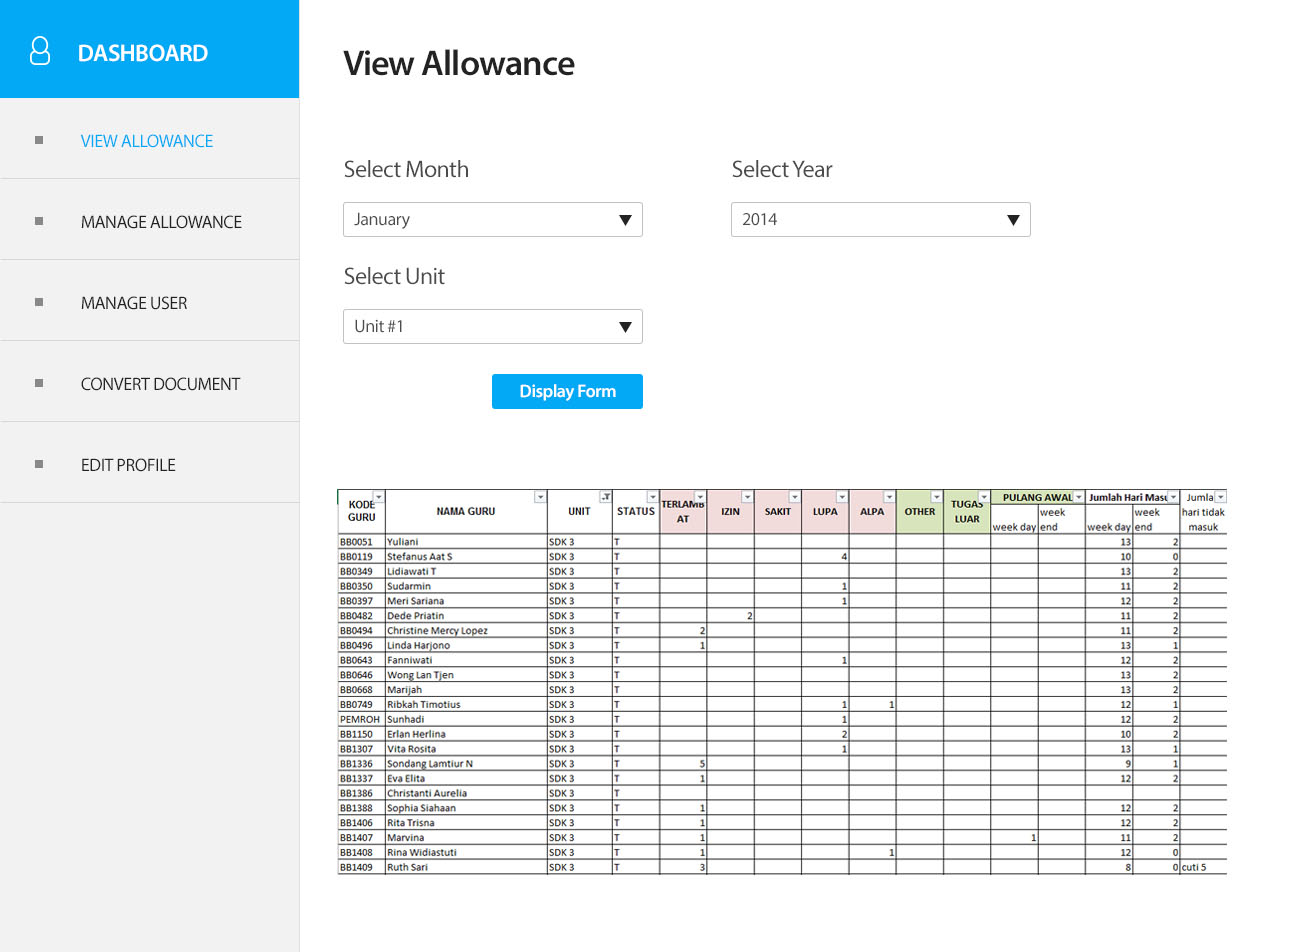 DASHBOARD
VIEW ALLOWANCE
MANAGE ALLOWANCE
MANAGE USER
CONVERT DOCUMENT
EDIT PROFILE
View Allowance
Select Month
Select Year
January
2014
Select Unit
Unit #1
Display Form
KODE GURU NAMA GURU UNIT STATUS TERLAMBAT IZIN SAKIT LUPA ALPA OTHER TUGAS LUAR PULANG AWAL Jumlah Hari Masu Jumla hari tidak masuk
week day week end week day week end
BB0051 Yuliani SDK 3 T 13 2
BB0119 Stefanus Aat S SDK 3 T 4 10 0
BB0349 Lidiawati T SDK 3 T 13 2
BB0350 Sudarmin SDK 3 T 1 11 2
BB0397 Meri Sariana SDK 3 T 1 12 2
BB0482 Dede Priatin SDK 3 T 2 11 2
BB0494 Christine Mercy Lopez SDK 3 T 2 11 2
BB0496 Linda Harjono SDK 3 T 1 13 1
BB0643 Fanniwati SDK 3 T 1 12 2
BB0646 Wong Lan Tjen SDK 3 T 13 2
BB0668 Marijah SDK 3 T 13 2
BB0749 Ribkah Timotius SDK 3 T 1 1 12 1
PEMROH Sunhadi SDK 3 T 1 12 2
BB1150 Erlan Herlina SDK 3 T 2 10 2
BB1307 Vita Rosita SDK 3 T 1 13 1
BB1336 Sondang Lamtiur N SDK 3 T 5 9 1
BB1337 Eva Elita SDK 3 T 1 12 2
BB1386 Christanti Aurelia SDK 3 T
BB1388 Sophia Siahaan SDK 3 T 1 12 2
BB1406 Rita Trisna SDK 3 T 1 12 2
BB1407 Marvina SDK 3 T 1 1 11 2
BB1408 Rina Widiastuti SDK 3 T 1 1 12 0
BB1409 Ruth Sari SDK 3 T 3 8 0 cuti 5